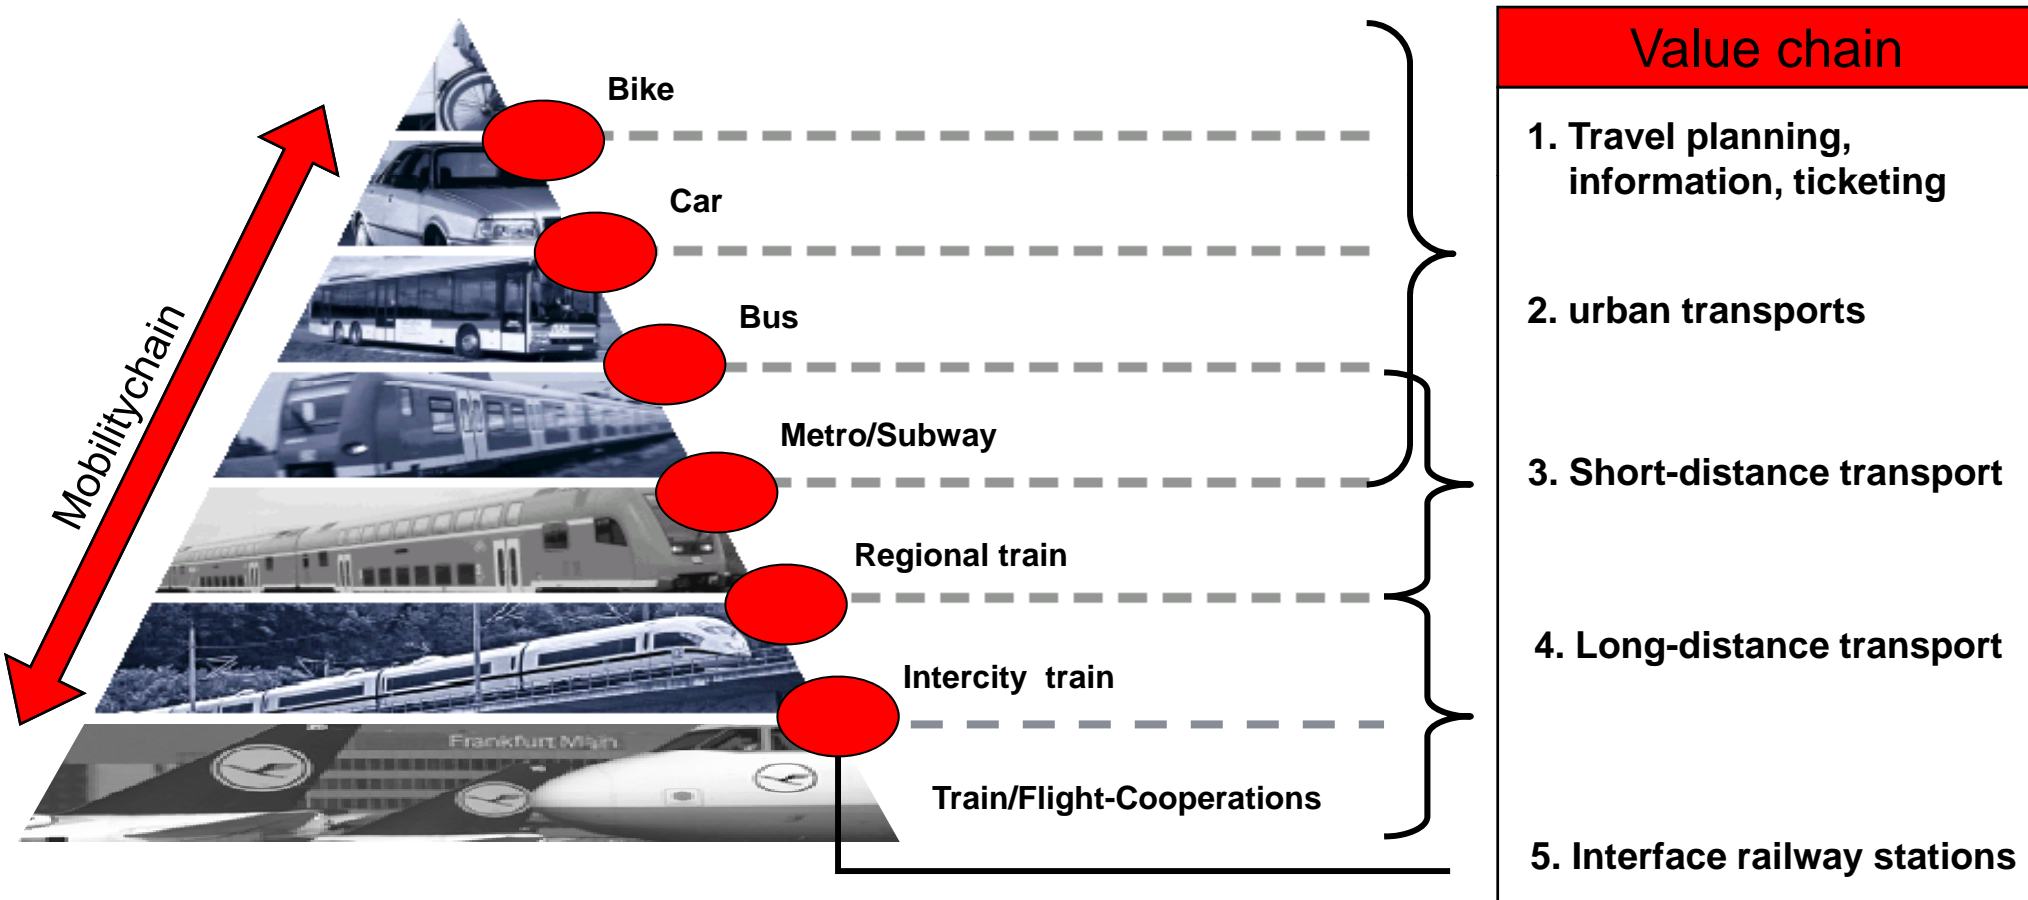 Value chain
Bike
1. Travel planning,
information, ticketing
Car
Mobilitychain
Bus
2. urban transports
Metro/Subway
3. Short-distance transport
Regional train
4. Long-distance transport
Intercity  train
Frankfurt Main
Train/Flight-Cooperations
5. Interface railway stations